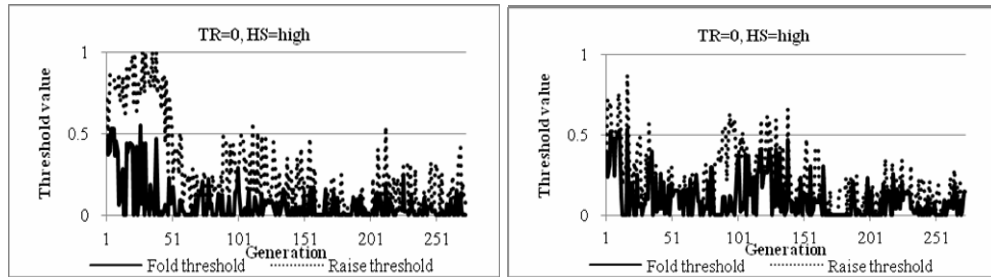 TR=0, HS=high
Threshold value
1
0.5
0
1 51 101 151 201 251
Generation
Fold threshold Raise threshold
TR=0, HS=high
Threshold value
1
0.5
0
1 51 101 151 201 251
Generation
Fold threshold Raise threshold